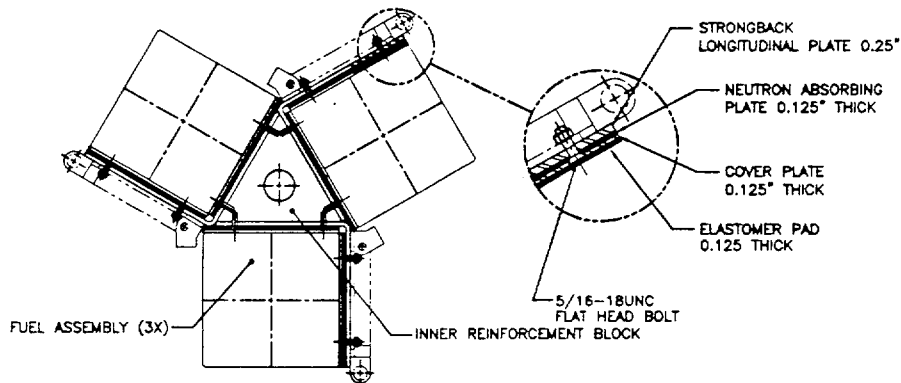 STRONGBACK
LONGITUDINAL PLATE 0.25"
NEUTRON ABSORBING
PLATE 0.125" THICK
COVER PLATE
0.125" THICK
ELASTOMER PAD
0.125 THICK
5/16-18UNC
FLAT HEAD BOLT
FUEL ASSEMBLY (3X)
INNER REINFORCEMENT BLOCK